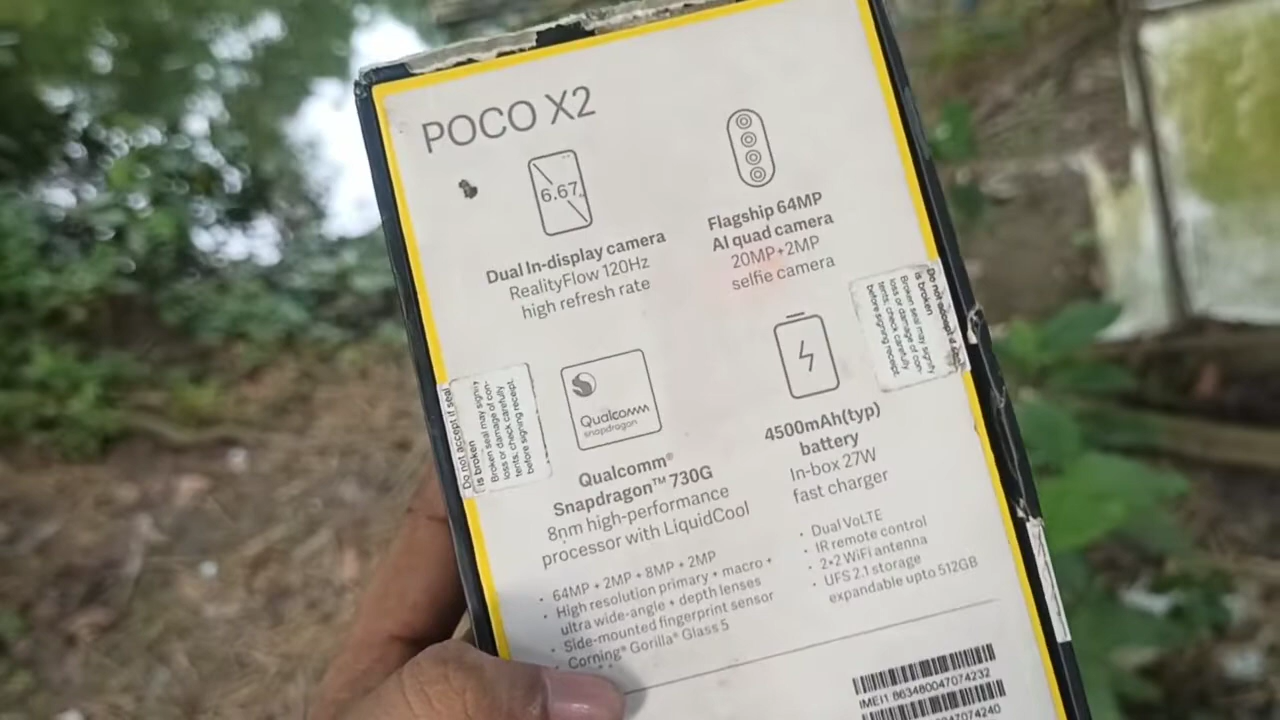 POCO X2
6.67
Dual In-display camera
RealityFlow 120Hz
high refresh rate
Flagship 64MP
AI quad camera
20MP+2MP
selfie camera
Do not accept if seal
is broken
Broken seal may signify
loss or damage of con-
tents; check carefully
before signing receipt.
Do not accept if
is broken
Broken seal may signify
loss or damage of con-
tents; check carefully
before signing receipt.
Qualcomm
snapdragon
Qualcomm®
Snapdragon™ 730G
8nm high-performance
processor with LiquidCool
4500mAh(typ)
battery
In-box 27W
fast charger
• 64MP + 2MP + 8MP + 2MP
• High resolution primary + macro +
ultra wide-angle + depth lenses
• Side-mounted fingerprint sensor
• Corning® Gorilla® Glass 5
• Dual VoLTE
• IR remote control
• 2×2 WiFi antenna
• UFS 2.1 storage
expandable upto 512GB
IMEI1 863480047074232
47074240